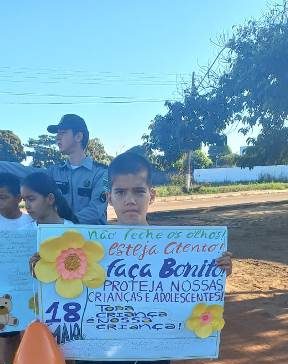 Não feche os olhos!
Esteja Atento!
Faça Bonito
PROTEJA NOSSAS
CRIANÇAS E ADOLESCENTES!
18 TODA
MAIO CRIANÇA
É NOSSA
CRIANÇA!